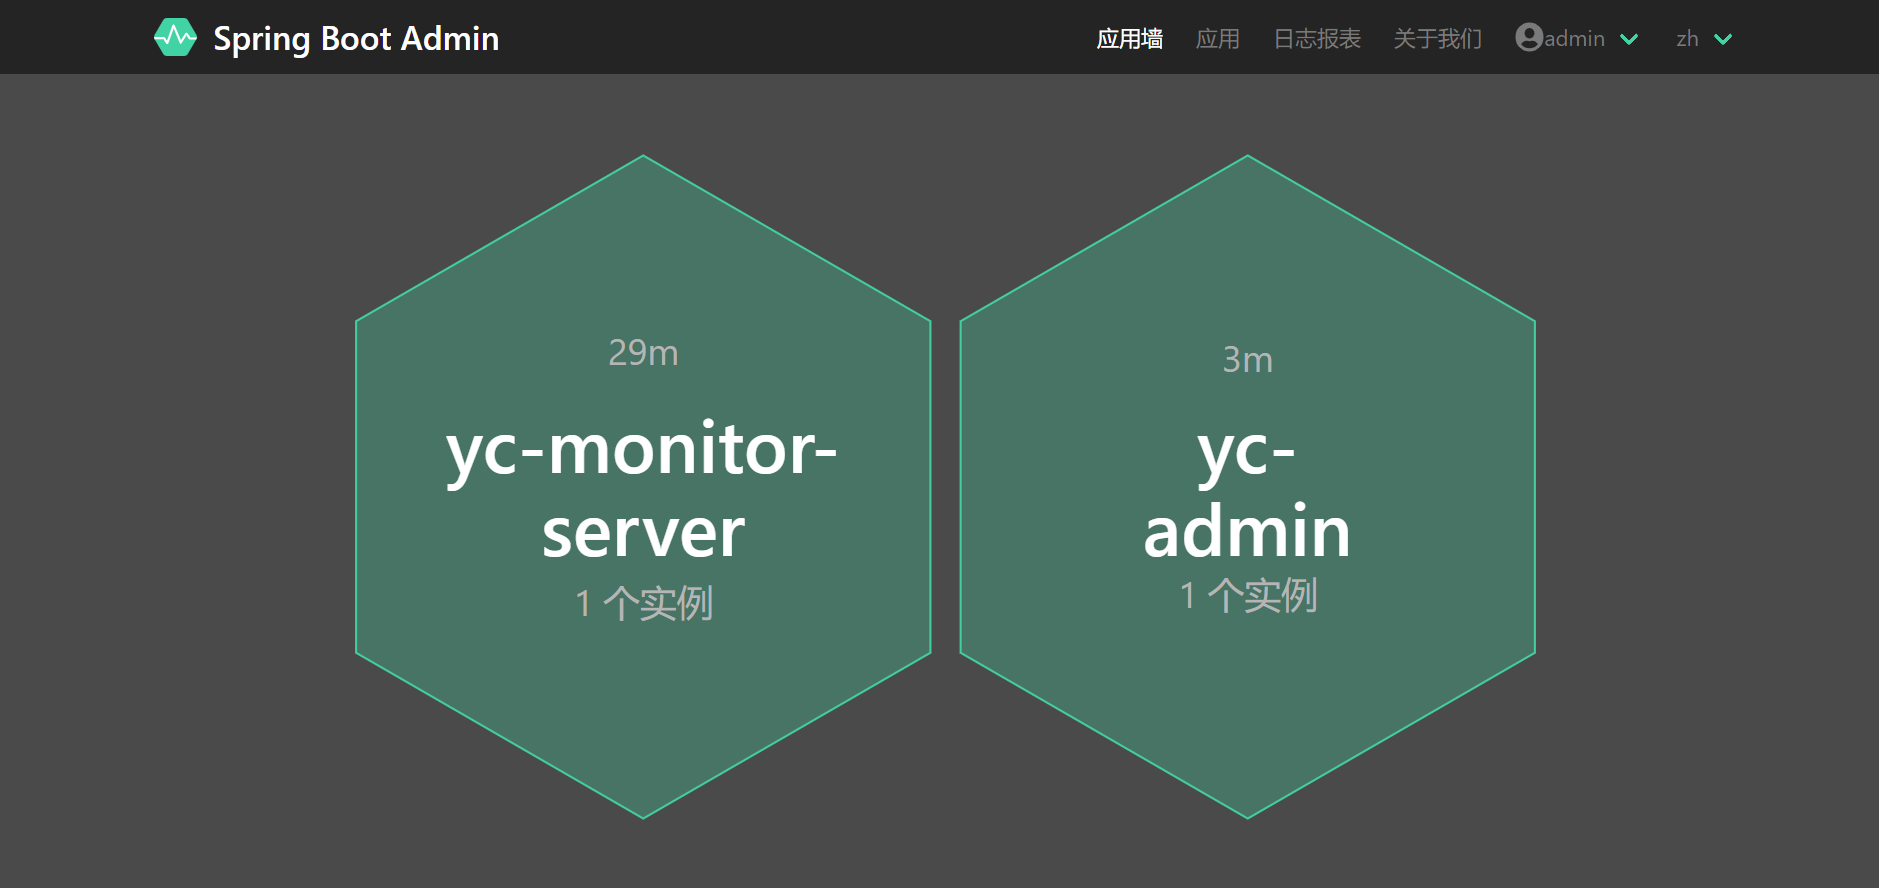 Spring Boot Admin
应用墙 应用 日志报表 关于我们 admin zh
29m
yc-monitor-
server
1 个实例
3m
yc-
admin
1 个实例